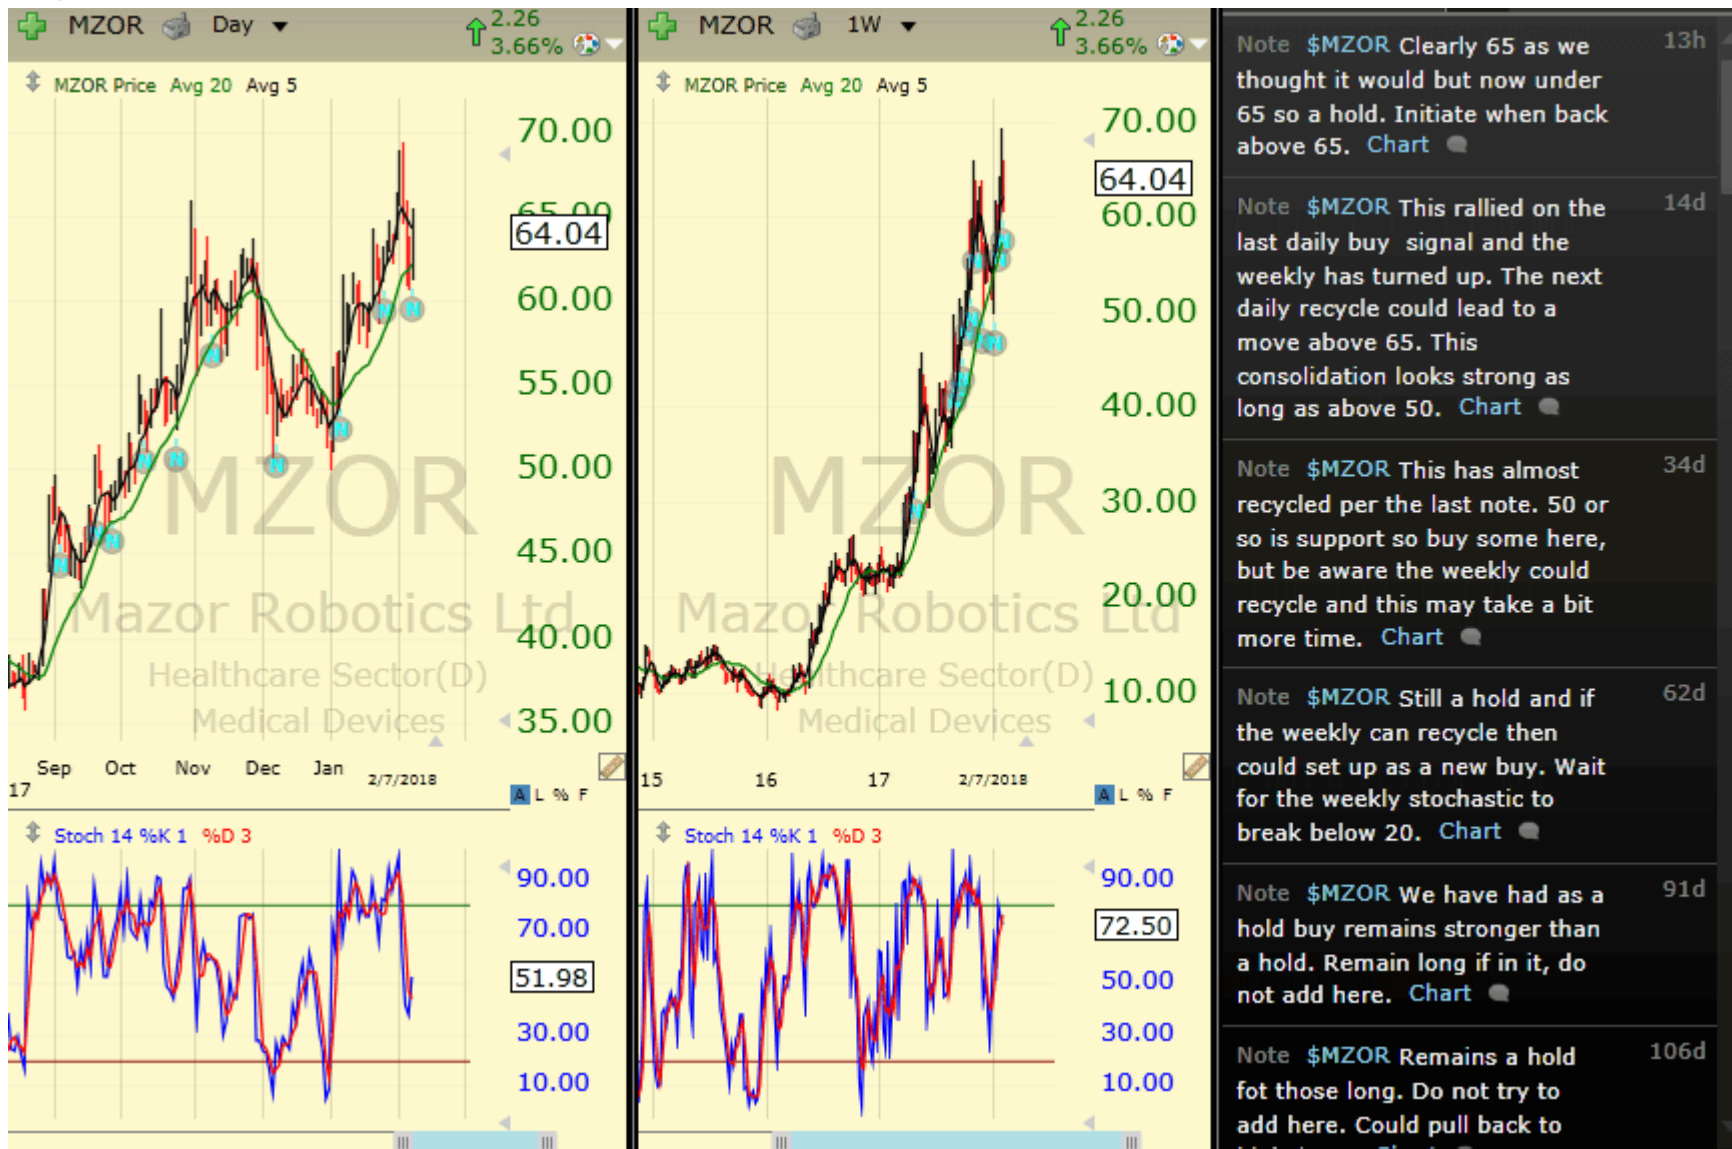 MZOR Day
2.26
3.66%
MZOR Price Avg 20 Avg 5
70.00
65.00
64.04
60.00
55.00
50.00
45.00
40.00
35.00
MZOR
Mazor Robotics Ltd
Healthcare Sector(D)
Medical Devices
N N N N N N N N N N
17 Sep Oct Nov Dec Jan 2/7/2018
A L % F
Stoch 14 %K 1 %D 3
90.00
70.00
51.98
30.00
10.00
MZOR 1W
2.26
3.66%
MZOR Price Avg 20 Avg 5
70.00
64.04
60.00
50.00
40.00
30.00
20.00
10.00
MZOR
Mazor Robotics Ltd
Healthcare Sector(D)
Medical Devices
15 16 17 2/7/2018
A L % F
Stoch 14 %K 1 %D 3
90.00
72.50
50.00
30.00
10.00
Note $MZOR Clearly 65 as we 13h
thought it would but now under
65 so a hold. Initiate when back
above 65. Chart
Note $MZOR This rallied on the 14d
last daily buy signal and the
weekly has turned up. The next
daily recycle could lead to a
move above 65. This
consolidation looks strong as
long as above 50. Chart
Note $MZOR This has almost 34d
recycled per the last note. 50 or
so is support so buy some here,
but be aware the weekly could
recycle and this may take a bit
more time. Chart
Note $MZOR Still a hold and if 62d
the weekly can recycle then
could set up as a new buy. Wait
for the weekly stochastic to
break below 20. Chart
Note $MZOR We have had as a 91d
hold buy remains stronger than
a hold. Remain long if in it, do
not add here. Chart
Note $MZOR Remains a hold 106d
fot those long. Do not try to
add here. Could pull back to